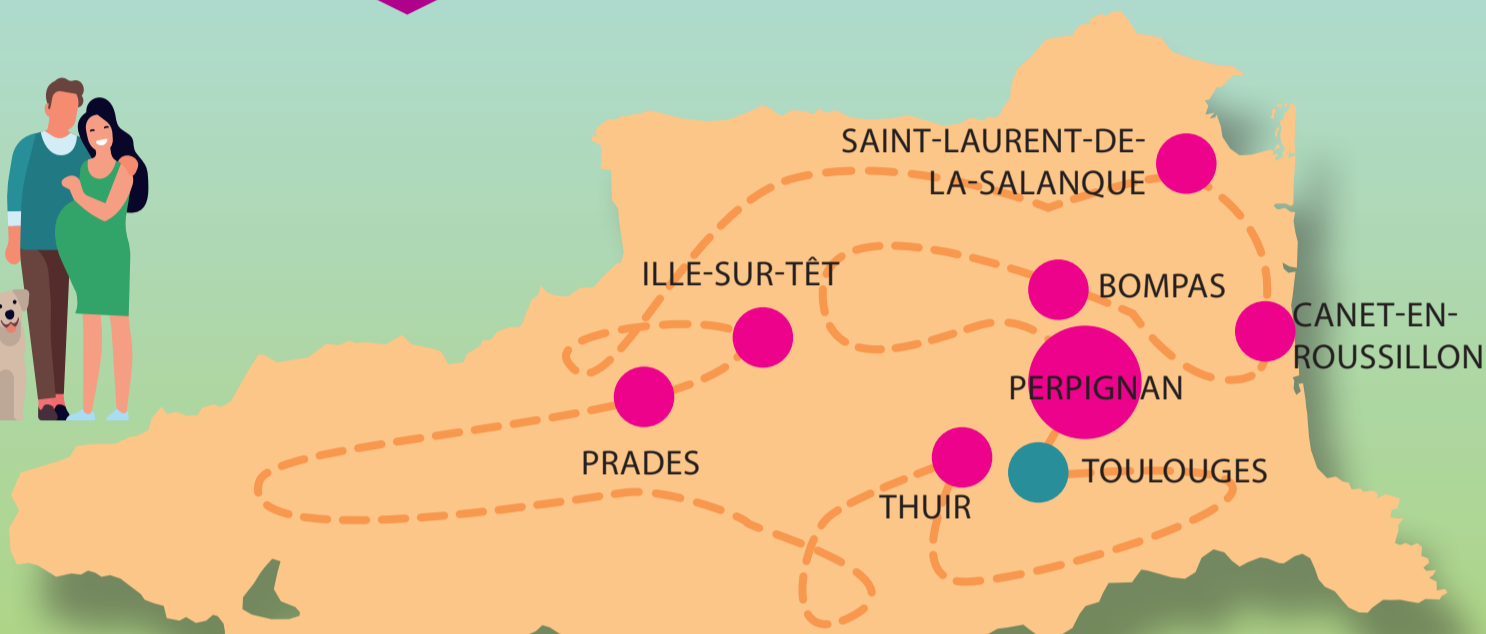 SAINT-LAURENT-DE-
LA-SALANQUE
ILLE-SUR-TÊT
BOMPAS
CANET-EN-
ROUSSILLON
PERPIGNAN
PRADES
TOULOUGES
THUIR